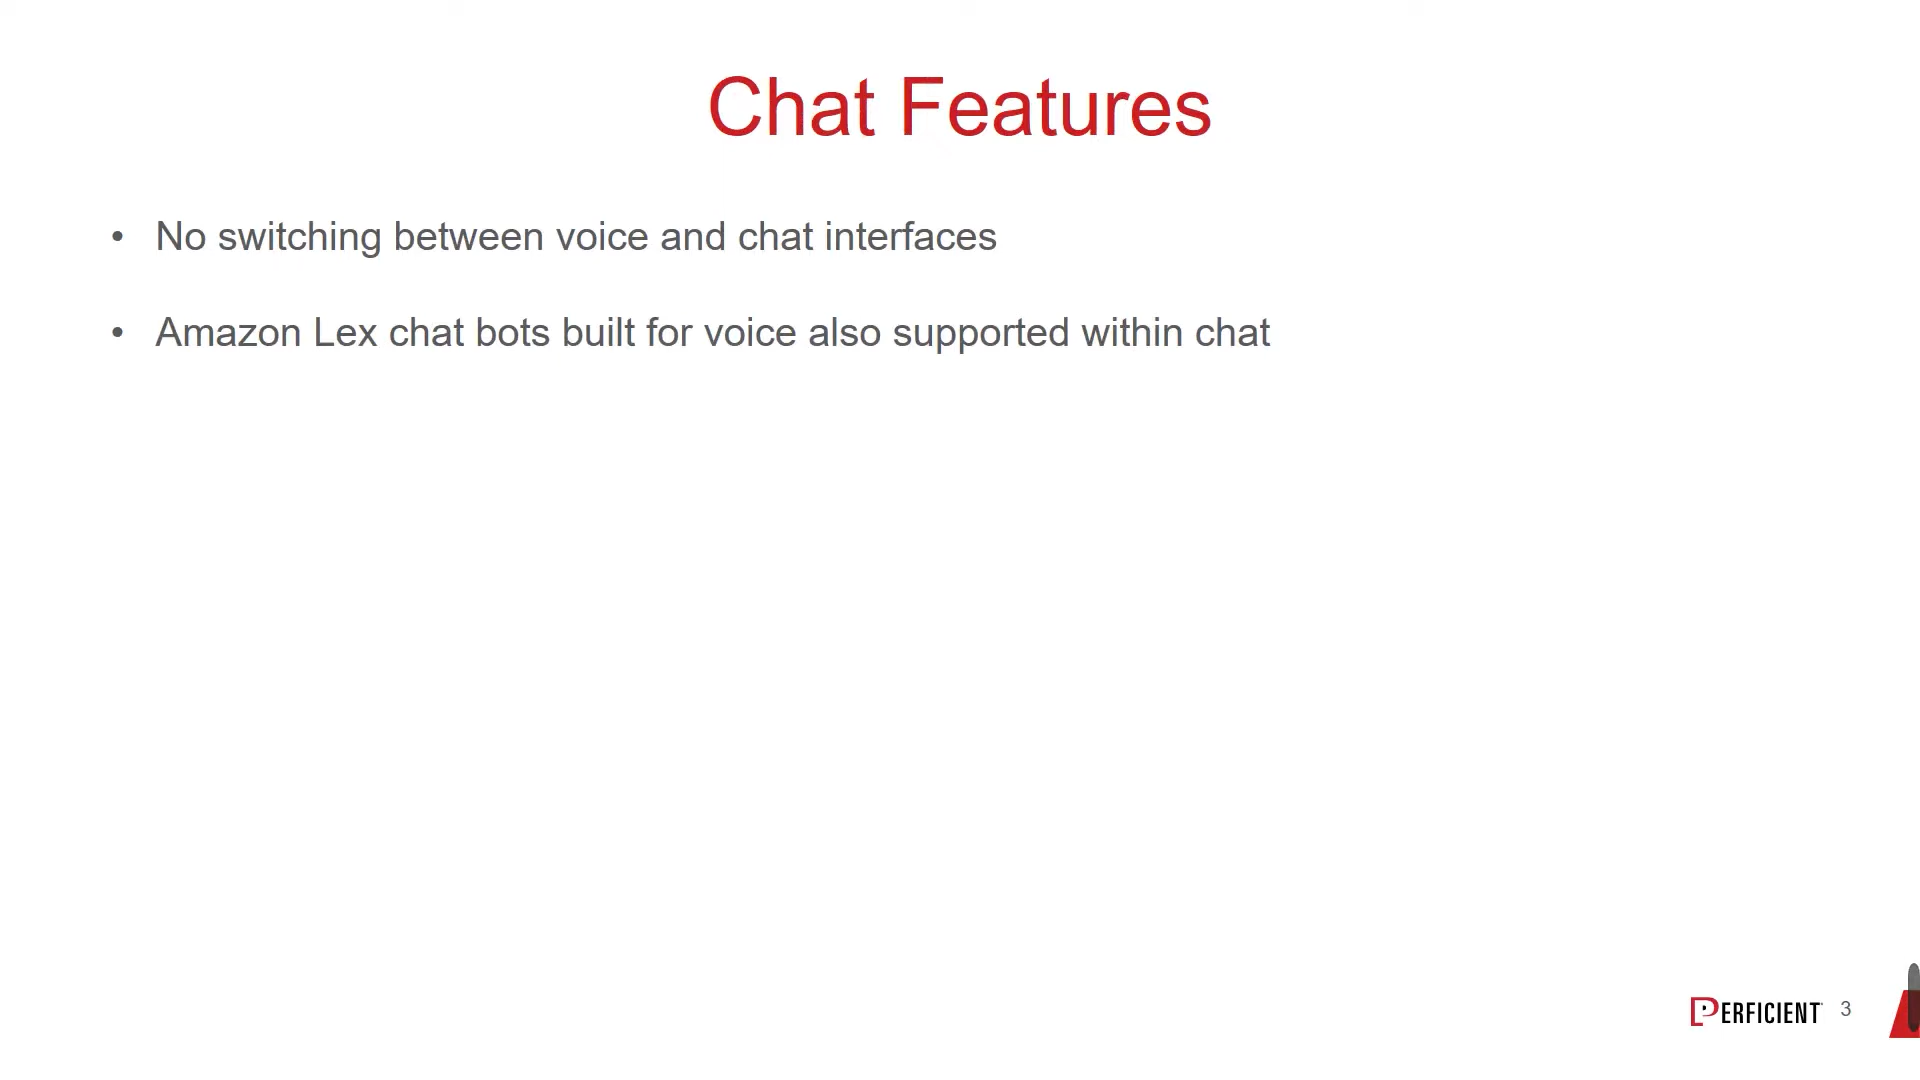 Chat Features
• No switching between voice and chat interfaces
• Amazon Lex chat bots built for voice also supported within chat
PERFICIENT 3